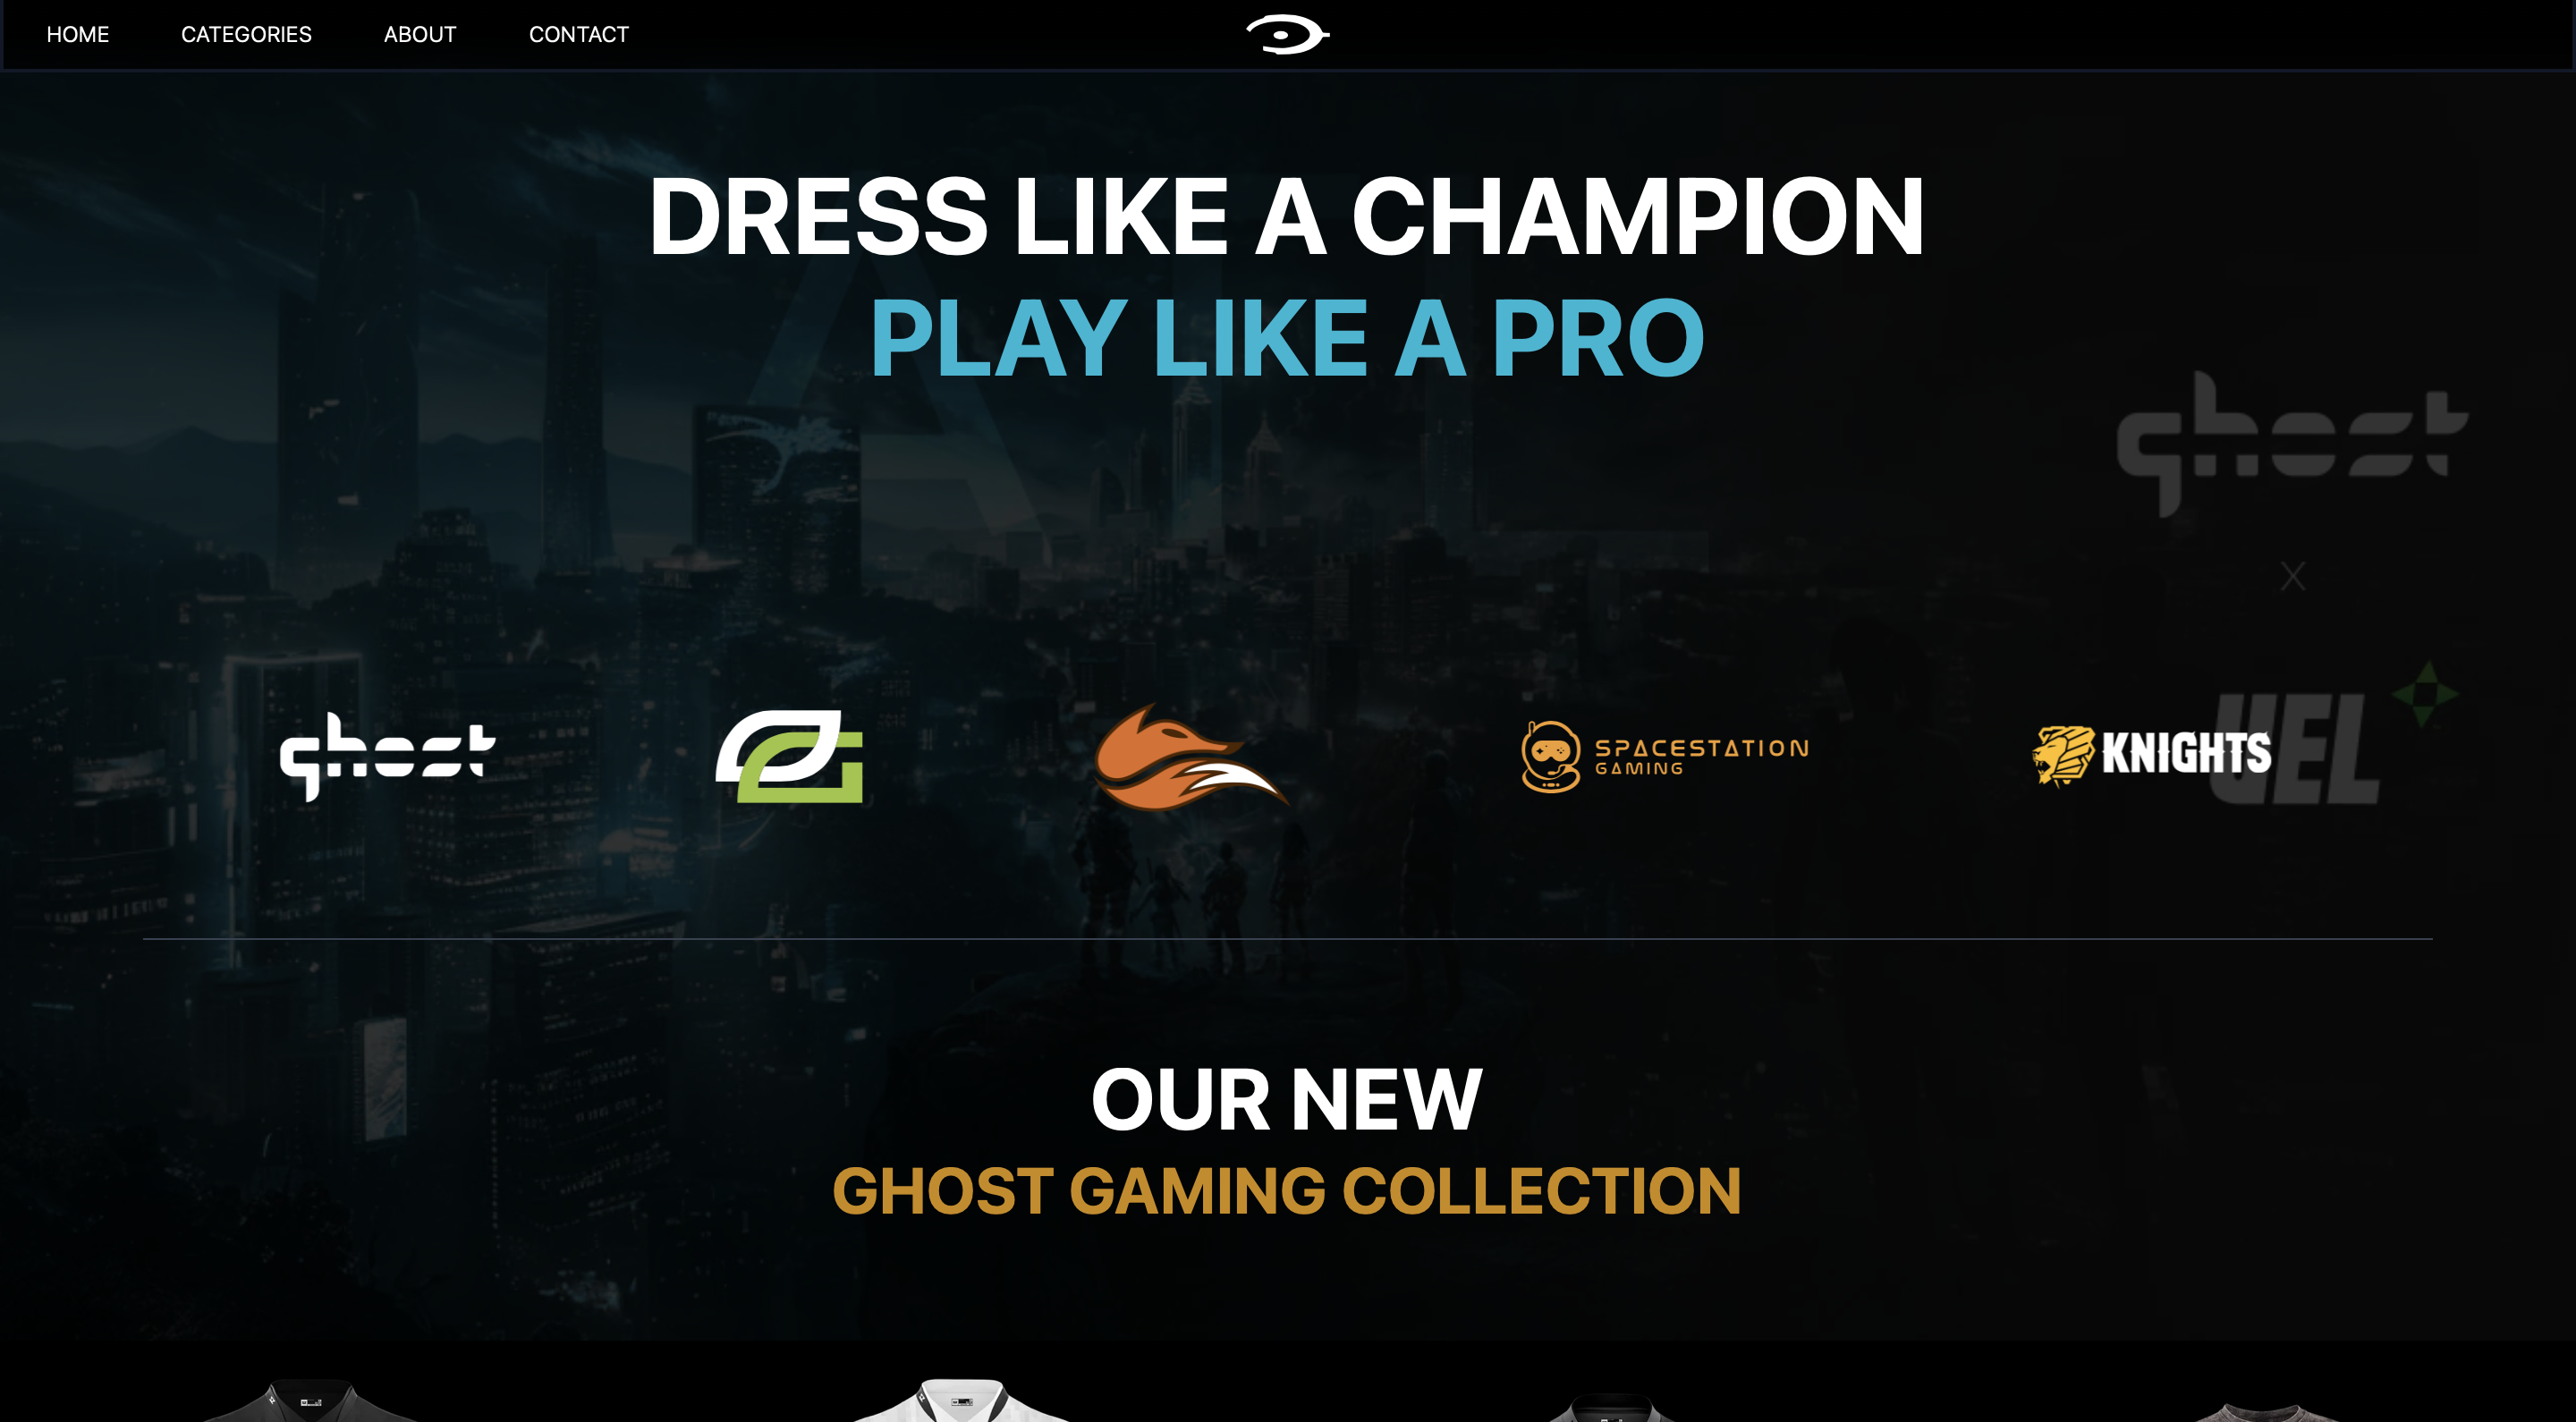 HOME CATEGORIES ABOUT CONTACT
DRESS LIKE A CHAMPION
PLAY LIKE A PRO
ghost
X
UEL
ghost
SPACESTATION
GAMING
KNIGHTS
OUR NEW
GHOST GAMING COLLECTION